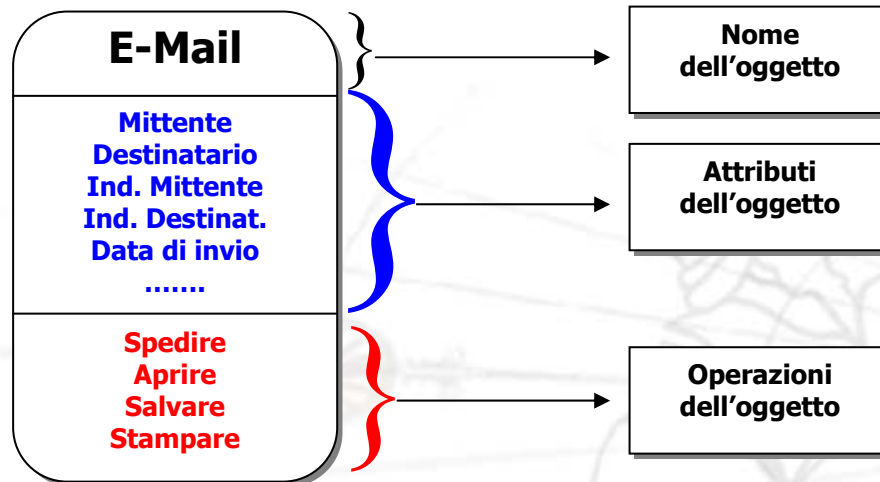 E-Mail
Mittente
Destinatario
Ind. Mittente
Ind. Destinat.
Data di invio
.......
Spedire
Aprire
Salvare
Stampare
Nome
dell'oggetto
Attributi
dell'oggetto
Operazioni
dell'oggetto